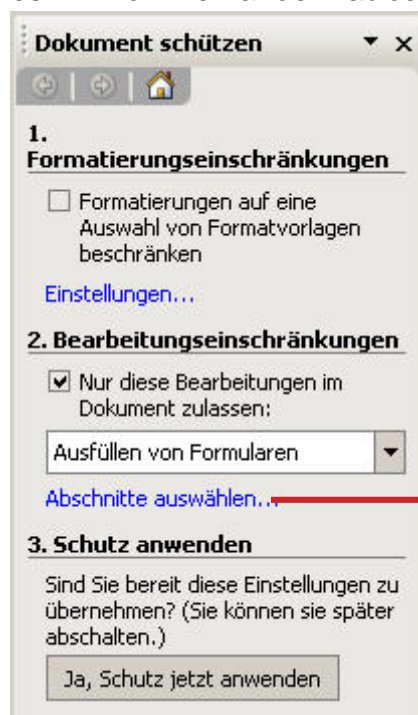 Dokument schützen
1.
Formatierungseinschränkungen
Formatierungen auf eine
Auswahl von Formatvorlagen
beschränken
Einstellungen...
2. Bearbeitungseinschränkungen
Nur diese Bearbeitungen im
Dokument zulassen:
Ausfüllen von Formularen
Abschnitte auswählen...
3. Schutz anwenden
Sind Sie bereit diese Einstellungen zu
übernehmen? (Sie können sie später
abschalten.)
Ja, Schutz jetzt anwenden